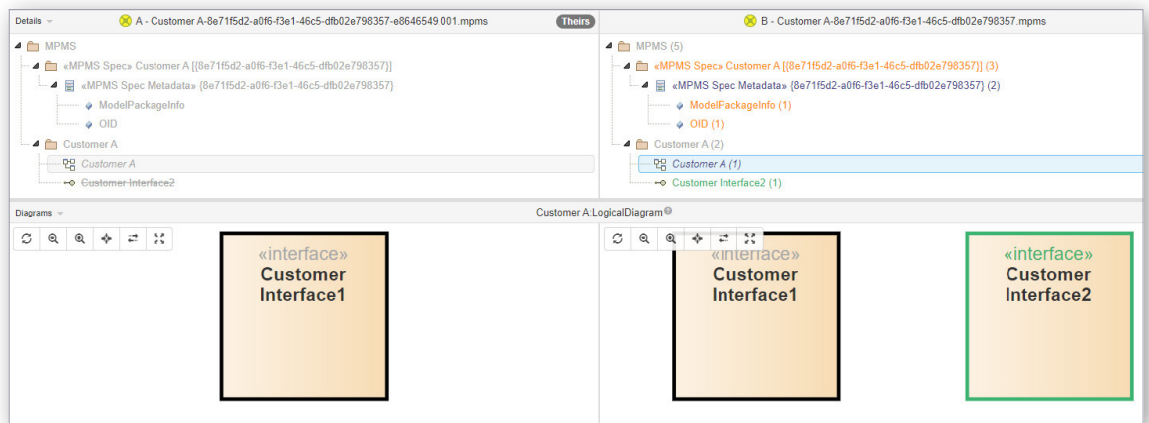 Details
A - Customer A-8e71f5d2-a0f6-f3e1-46c5-dfb02e798357-e8646549 001.mpms
Theirs
B - Customer A-8e71f5d2-a0f6-f3e1-46c5-dfb02e798357.mpms
MPMS
«MPMS Spec» Customer A [{8e71f5d2-a0f6-f3e1-46c5-dfb02e798357}]
«MPMS Spec Metadata» {8e71f5d2-a0f6-f3e1-46c5-dfb02e798357}
ModelPackageInfo
OID
Customer A
Customer A
Customer Interface2
MPMS (5)
«MPMS Spec» Customer A [{8e71f5d2-a0f6-f3e1-46c5-dfb02e798357}] (3)
«MPMS Spec Metadata» {8e71f5d2-a0f6-f3e1-46c5-dfb02e798357} (2)
ModelPackageInfo (1)
OID (1)
Customer A (2)
Customer A (1)
Customer Interface2 (1)
Diagrams
Customer A:LogicalDiagram
«interface»
Customer
Interface1
«interface»
Customer
Interface1
«interface»
Customer
Interface2